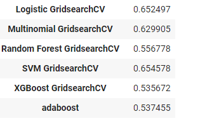 Logistic GridsearchCV 0.652497
Multinomial GridsearchCV 0.629905
Random Forest GridsearchCV 0.556778
SVM GridsearchCV 0.654578
XGBoost GridsearchCV 0.535672
adaboost 0.537455